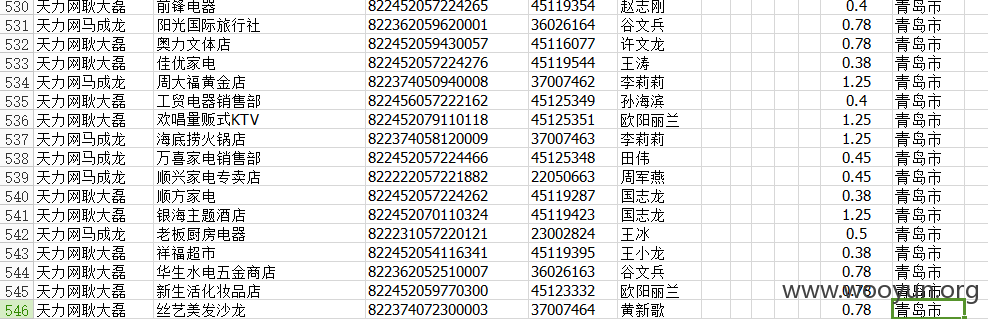 530 天力网耿大磊 前锋电器 822452057224265 45119354 赵志刚 0.4 青岛市
531 天力网马成龙 阳光国际旅行社 822362059620001 36026164 谷文兵 0.78 青岛市
532 天力网耿大磊 奥力文体店 822452059430057 45116077 许文龙 0.78 青岛市
533 天力网耿大磊 佳优家电 822452057224276 45119544 王涛 0.38 青岛市
534 天力网马成龙 周大福黄金店 822374050940008 37007462 李莉莉 1.25 青岛市
535 天力网耿大磊 工贸电器销售部 822456057222162 45125349 孙海滨 0.4 青岛市
536 天力网耿大磊 欢唱量贩式KTV 822452079110118 45125351 欧阳丽兰 1.25 青岛市
537 天力网马成龙 海底捞火锅店 822374058120009 37007463 李莉莉 1.25 青岛市
538 天力网耿大磊 万喜家电销售部 822452057224466 45125348 田伟 0.45 青岛市
539 天力网马成龙 顺兴家电专卖店 822222057221882 22050663 周军燕 0.45 青岛市
540 天力网耿大磊 顺方家电 822452057224262 45119287 国志龙 0.38 青岛市
541 天力网耿大磊 银海主题酒店 822452070110324 45119423 国志龙 1.25 青岛市
542 天力网马成龙 老板厨房电器 822231057220121 23002824 王冰 0.5 青岛市
543 天力网耿大磊 祥福超市 822452054116341 45119395 王小龙 0.38 青岛市
544 天力网耿大磊 华生水电五金商店 822362052510007 36026163 谷文兵 0.78 青岛市
545 天力网耿大磊 新生活化妆品店 822452059770300 45123332 欧阳丽兰 0.78 青岛市
www.wooyun.org
546 天力网耿大磊 丝艺美发沙龙 822374072300003 37007464 黄新歌 0.78 青岛市